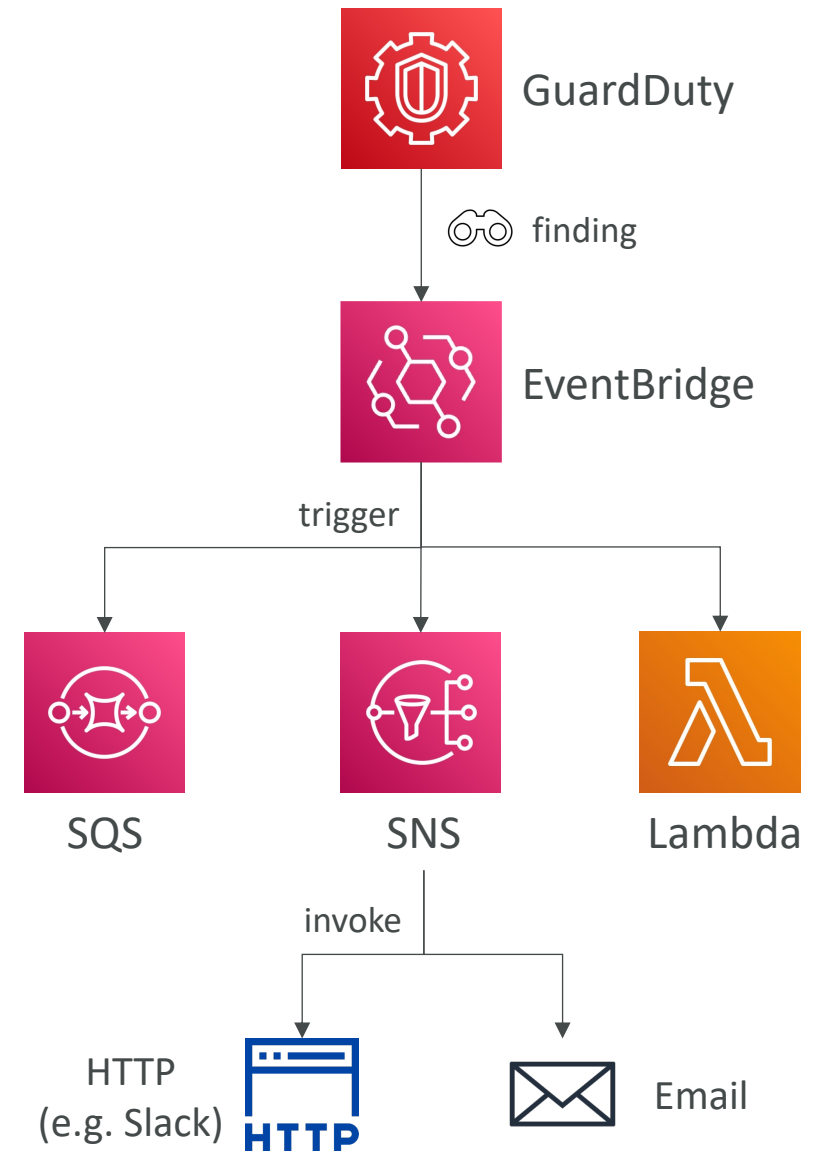 GuardDuty
finding
EventBridge
trigger
SQS
SNS
Lambda
invoke
HTTP
(e.g. Slack)
HTTP
Email